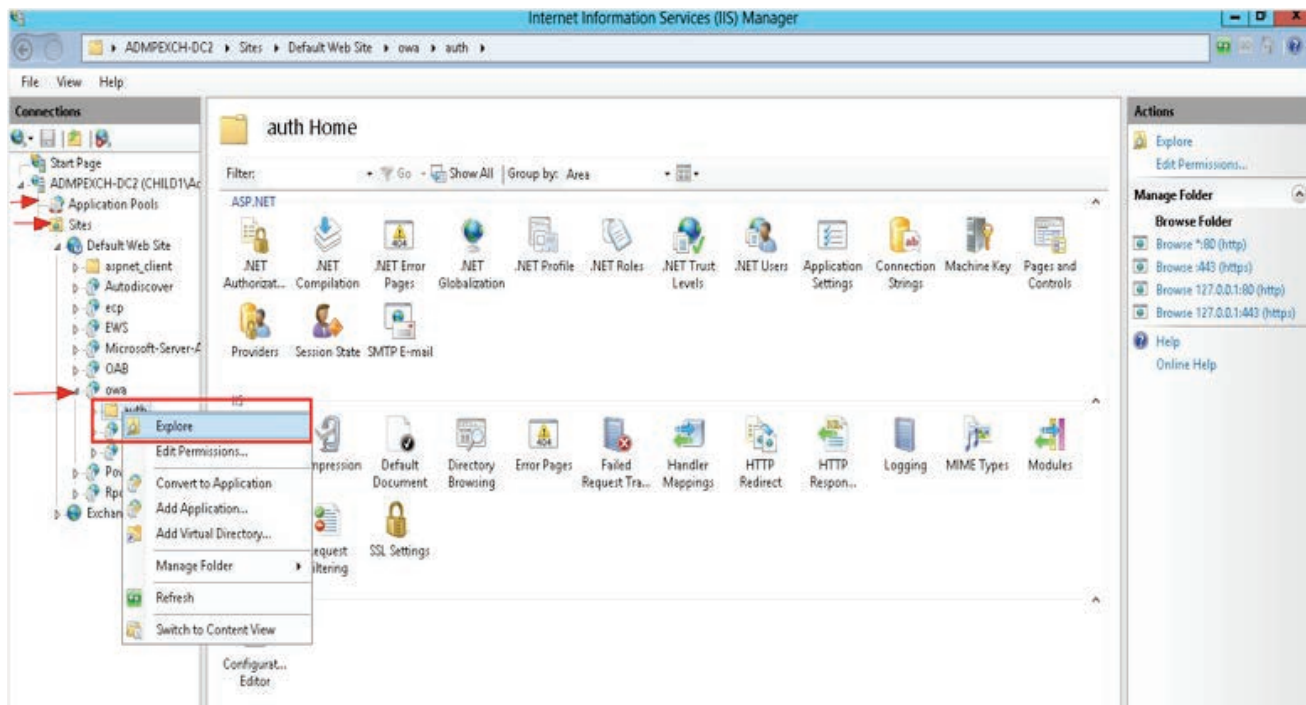 Internet Information Services (IIS) Manager
ADMPEXCH-DC2 Sites Default Web Site owa auth
File View Help
Connections
Start Page
ADMPEXCH-DC2 (CHILD1\Ac
Application Pools
Sites
Default Web Site
aspnet_client
Autodiscover
ecp
EWS
Microsoft-Server-A
OAB
owa
auth
Explore
Edit Permissions...
Convert to Application
Add Application...
Add Virtual Directory...
Manage Folder
Refresh
Switch to Content View
Pov
Rpc
Exchan
auth Home
Filter: Go Show All Group by: Area
ASP.NET
.NET Authorizat...
.NET Compilation
.NET Error Pages
.NET Globalization
.NET Profile
.NET Roles
.NET Trust Levels
.NET Users
Application Settings
Connection Strings
Machine Key
Pages and Controls
Providers
Session State
SMTP E-mail
IIS
mpression
Default Document
Directory Browsing
Error Pages
Failed Request Tra...
Handler Mappings
HTTP Redirect
HTTP Respon...
Logging
MIME Types
Modules
equest
iltering
SSL Settings
Configurat...
Editor
Actions
Explore
Edit Permissions...
Manage Folder
Browse Folder
Browse *:80 (http)
Browse :443 (https)
Browse 127.0.0.1:80 (http)
Browse 127.0.0.1:443 (https)
Help
Online Help